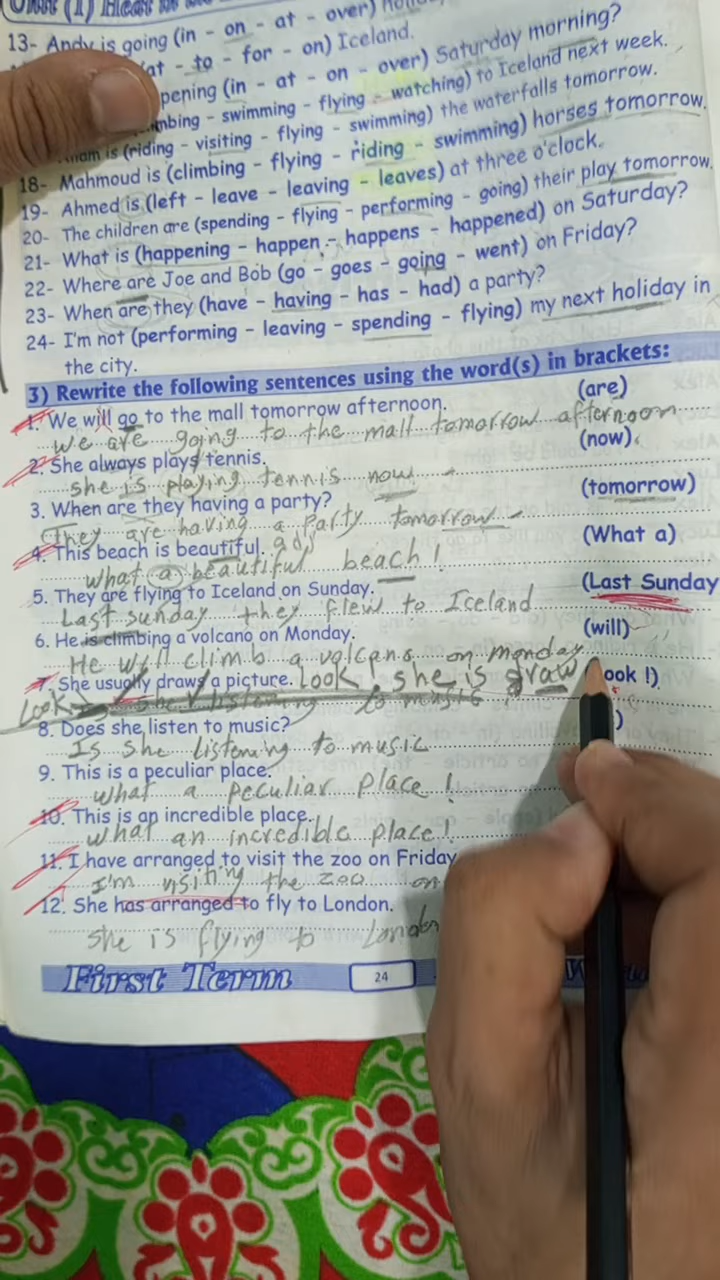 Unit (1)
13- Andy is going (in - on - at - over)
at - to - for - on) Iceland.
pening (in - at - on - over) Saturday morning?
mbing - swimming - flying - watching) to Iceland next week.
is (riding - visiting - flying - swimming) the waterfalls tomorrow.
18- Mahmoud is (climbing - flying - riding - swimming) horses tomorrow.
19- Ahmed is (left - leave - leaving - leaves) at three o'clock.
20- The children are (spending - flying - performing - going) their play tomorrow.
21- What is (happening - happen - happens - happened) on Saturday?
22- Where are Joe and Bob (go - goes - going - went) on Friday?
23- When are they (have - having - has - had) a party?
24- I'm not (performing - leaving - spending - flying) my next holiday in
the city.
3) Rewrite the following sentences using the word(s) in brackets:
1. We will go to the mall tomorrow afternoon. (are)
we are going to the mall tomorrow afternoon
2. She always plays tennis. (now)
she is playing tennis now
3. When are they having a party? (tomorrow)
They are having a Party tomorrow
4. This beach is beautiful. adj (What a)
what a beautiful beach!
5. They are flying to Iceland on Sunday. (Last Sunday
Last sunday they flew to Iceland
6. He is climbing a volcano on Monday. (will)
He will climb a volcano on monday
7. She usually draws a picture. Look! she is draw ook !)
Look
8. Does she listen to music? )
Is she listening to music
9. This is a peculiar place.
what a peculiar place!
10. This is an incredible place.
what an incredible place!
11. I have arranged to visit the zoo on Friday
I'm visiting the zoo on
12. She has arranged to fly to London.
she is flying to London
First Term 24